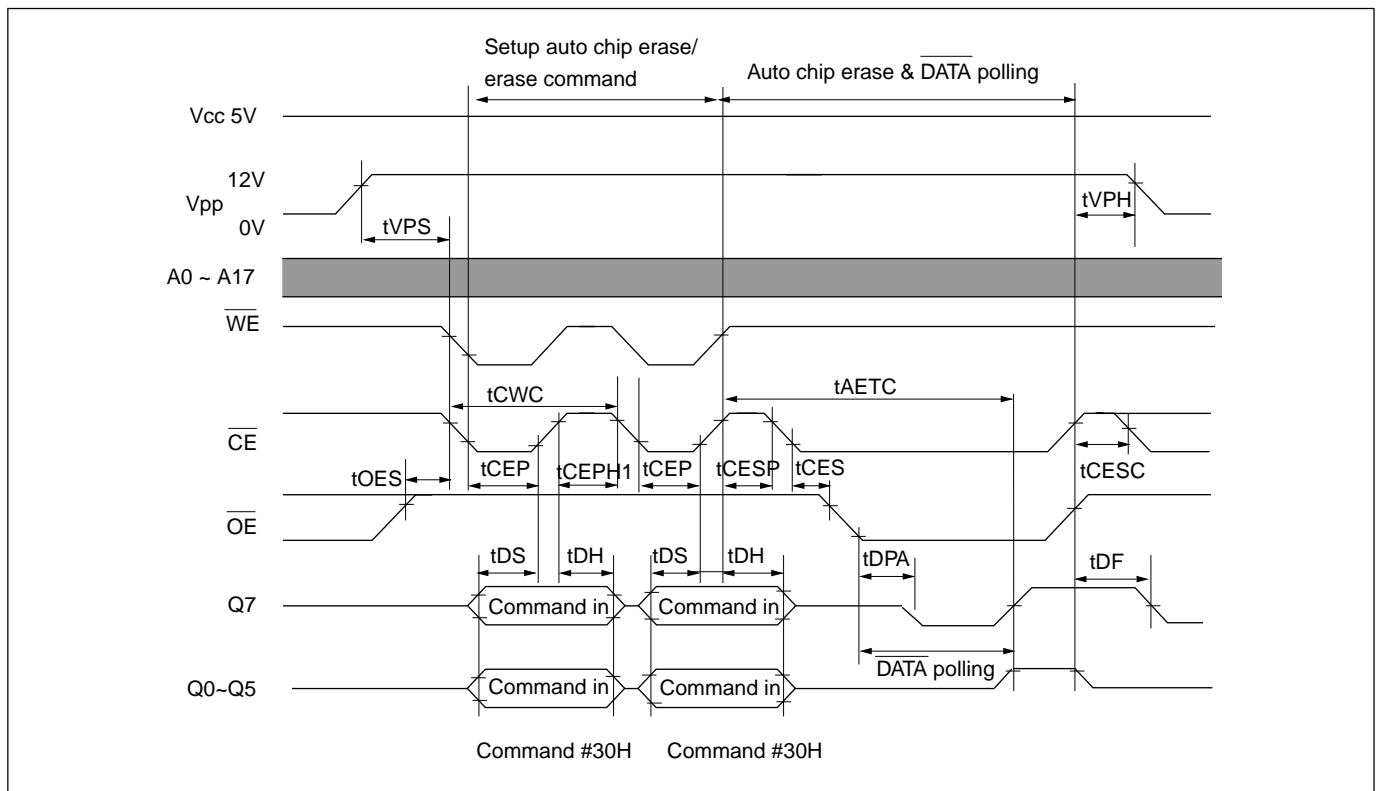 Setup auto chip erase/
erase command
Auto chip erase & DATA polling
Vcc 5V
12V
Vpp
0V
tVPS
tVPH
A0 ~ A17
WE
tCWC
tAETC
CE
tCEP
tCEPH1
tCEP
tCESP
tCES
tCESC
tOES
OE
tDS
tDH
tDS
tDH
tDPA
tDF
Q7
Command in
Command in
DATA polling
Q0~Q5
Command in
Command in
Command #30H
Command #30H